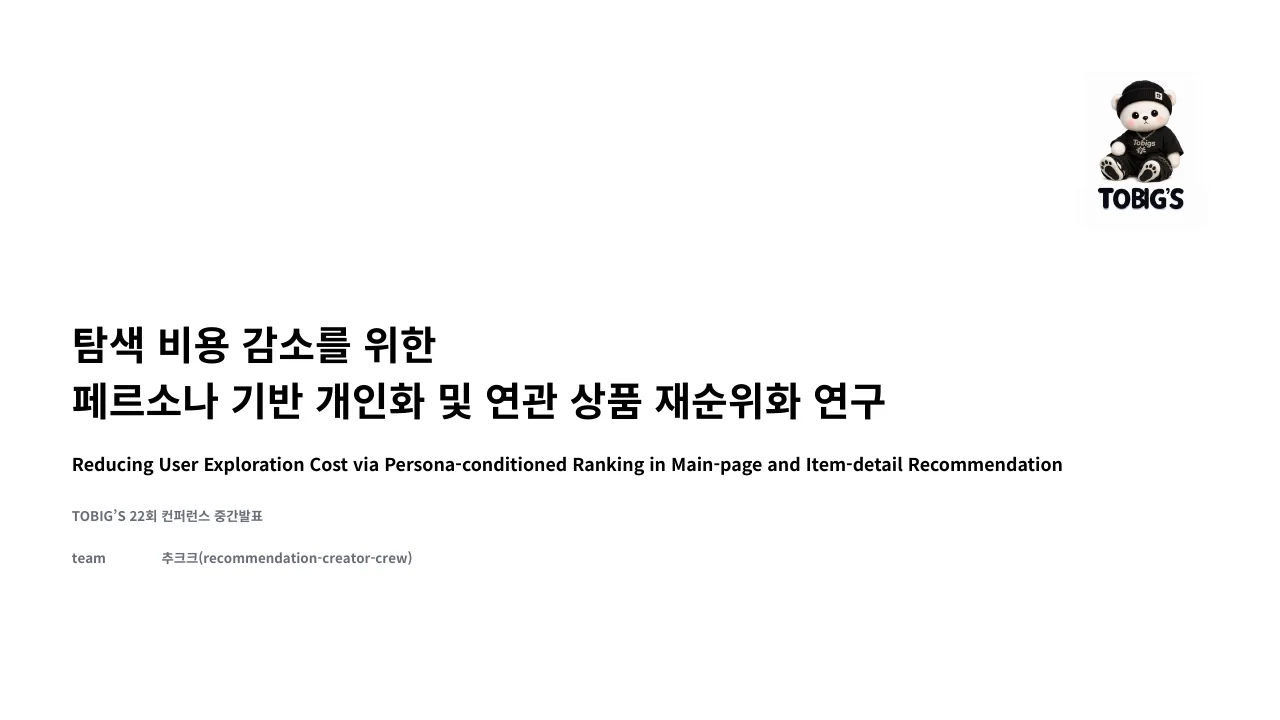 Tobigs
TOBIG'S
탐색 비용 감소를 위한
페르소나 기반 개인화 및 연관 상품 재순위화 연구
Reducing User Exploration Cost via Persona-conditioned Ranking in Main-page and Item-detail Recommendation
TOBIG’S 22회 컨퍼런스 중간발표
team 추크크(recommendation-creator-crew)